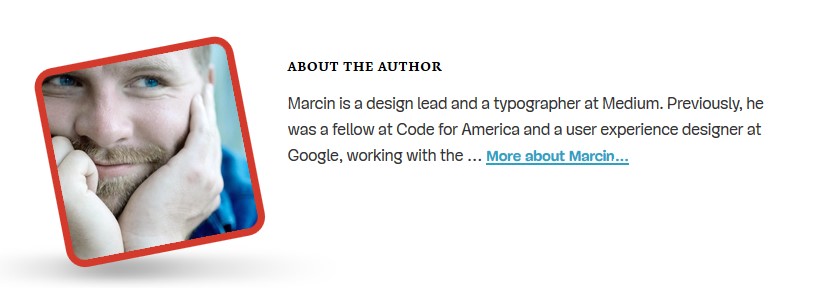 ABOUT THE AUTHOR
Marcin is a design lead and a typographer at Medium. Previously, he
was a fellow at Code for America and a user experience designer at
Google, working with the … More about Marcin…